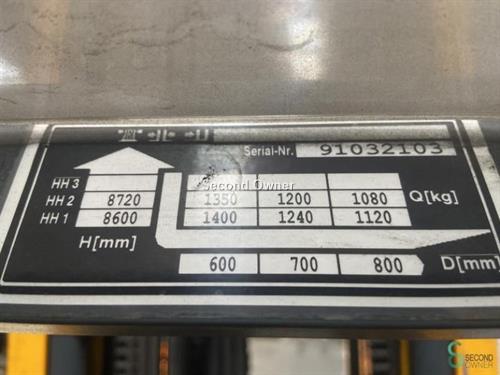 Serial-Nr. 91032103
HH 3
HH 2 8720 1350 1200 1080 Q[kg]
HH 1 8600 1400 1240 1120
H[mm]
600 700 800 D[mm]
Second Owner
SECOND
OWNER